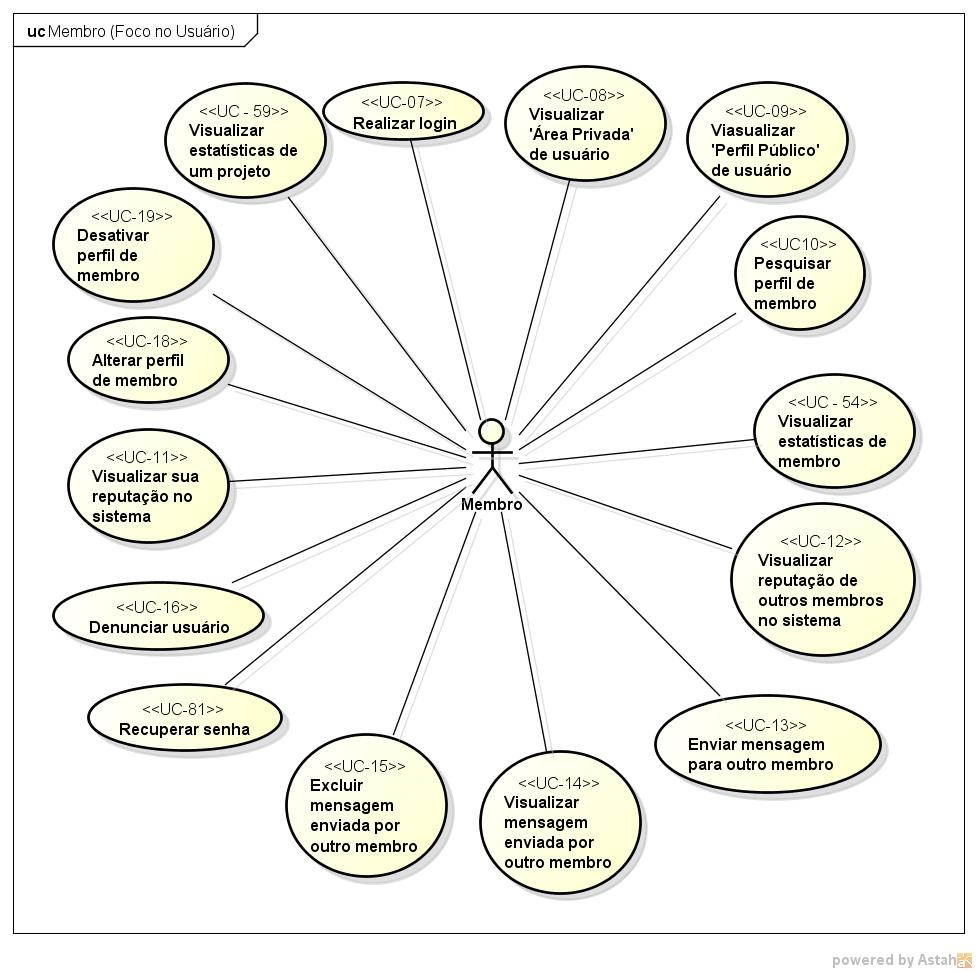 uc Membro (Foco no Usuário)
<<UC - 59>>
Visualizar
estatísticas de
um projeto
<<UC-07>>
Realizar login
<<UC-08>>
Visualizar
'Área Privada'
de usuário
<<UC-09>>
Viasualizar
'Perfil Público'
de usuário
<<UC-19>>
Desativar
perfil de
membro
<<UC10>>
Pesquisar
perfil de
membro
<<UC-18>>
Alterar perfil
de membro
<<UC - 54>>
Visualizar
estatísticas de
membro
<<UC-11>>
Visualizar sua
reputação no
sistema
Membro
<<UC-12>>
Visualizar
reputação de
outros membros
no sistema
<<UC-16>>
Denunciar usuário
<<UC-81>>
Recuperar senha
<<UC-13>>
Enviar mensagem
para outro membro
<<UC-15>>
Excluir
mensagem
enviada por
outro membro
<<UC-14>>
Visualizar
mensagem
enviada por
outro membro
powered by Astah